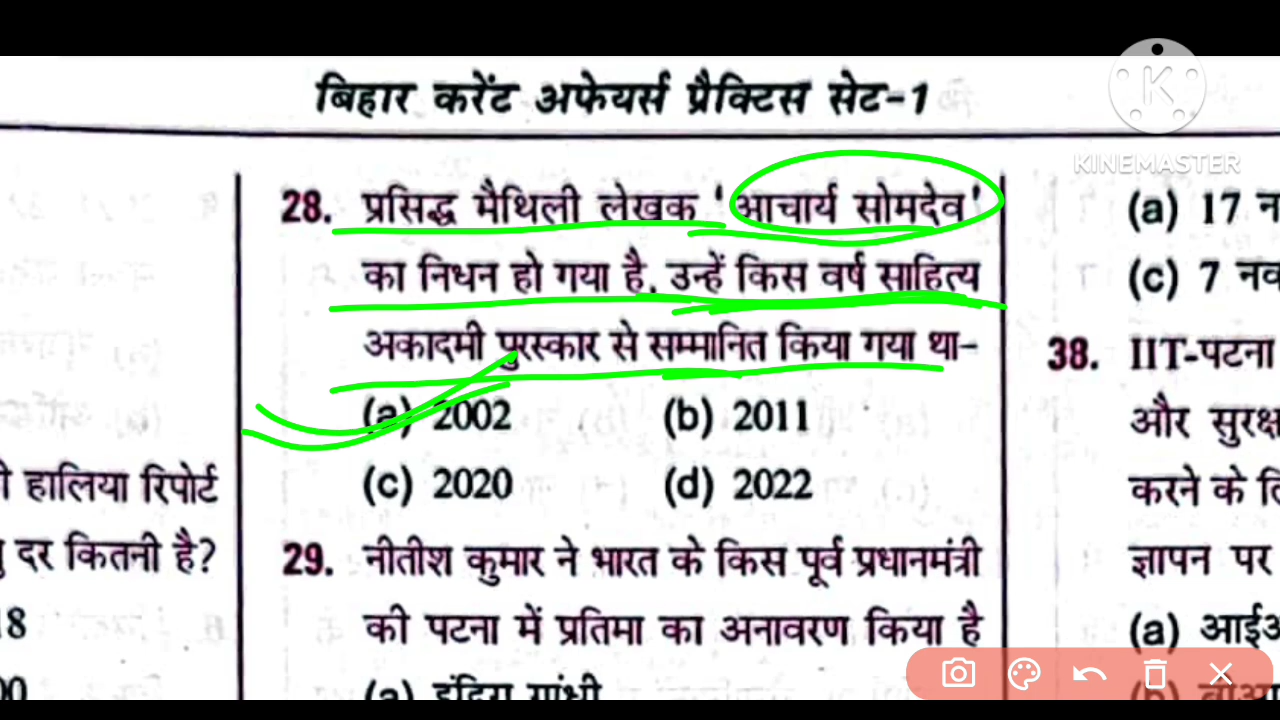 बिहार करेंट अफेयर्स प्रैक्टिस सेट-1
KINEMASTER
हालिया रिपोर्ट
दर कितनी है?
28. प्रसिद्ध मैथिली लेखक 'आचार्य सोमदेव'
का निधन हो गया है. उन्हें किस वर्ष साहित्य
अकादमी पुरस्कार से सम्मानित किया गया था-
(a) 2002 (b) 2011
(c) 2020 (d) 2022
29. नीतीश कुमार ने भारत के किस पूर्व प्रधानमंत्री
की पटना में प्रतिमा का अनावरण किया है
(a) इंदिरा गांधी
(a) 17
(c) 7
38. IIT-पटना
और
करने के
ज्ञापन पर
(a)